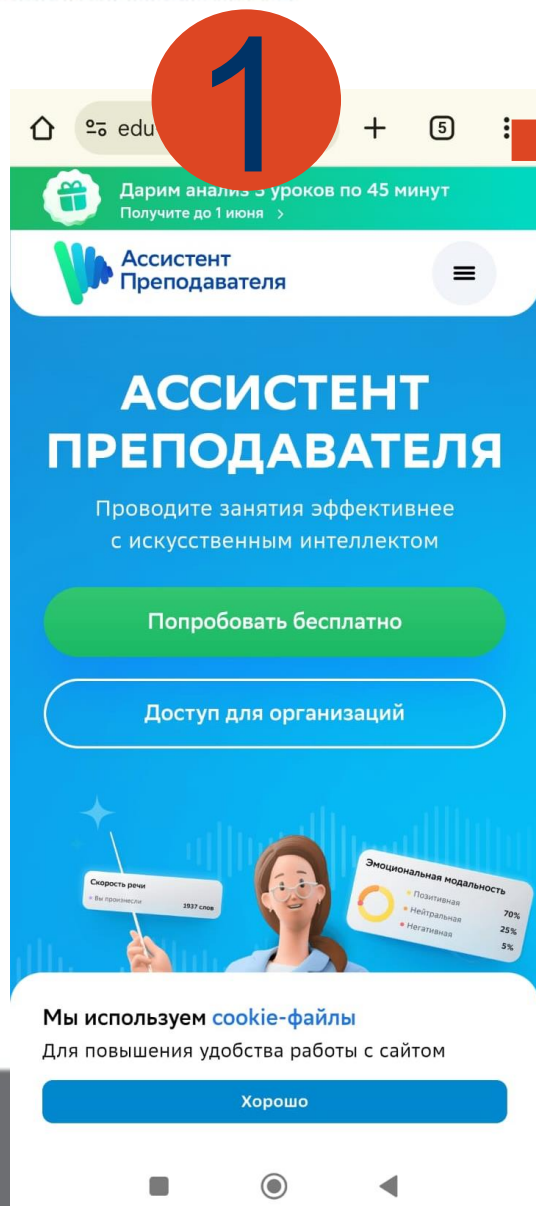 1
edu
5
Дарим анализ 3 уроков по 45 минут
Получите до 1 июня >
Ассистент
Преподавателя
АССИСТЕНТ
ПРЕПОДАВАТЕЛЯ
Проводите занятия эффективнее
с искусственным интеллектом
Попробовать бесплатно
Доступ для организаций
Скорость речи
Вы произнесли 1937 слов
Эмоциональная модальность
Позитивная 70%
Нейтральная 25%
Негативная 5%
Мы используем cookie-файлы
Для повышения удобства работы с сайтом
Хорошо